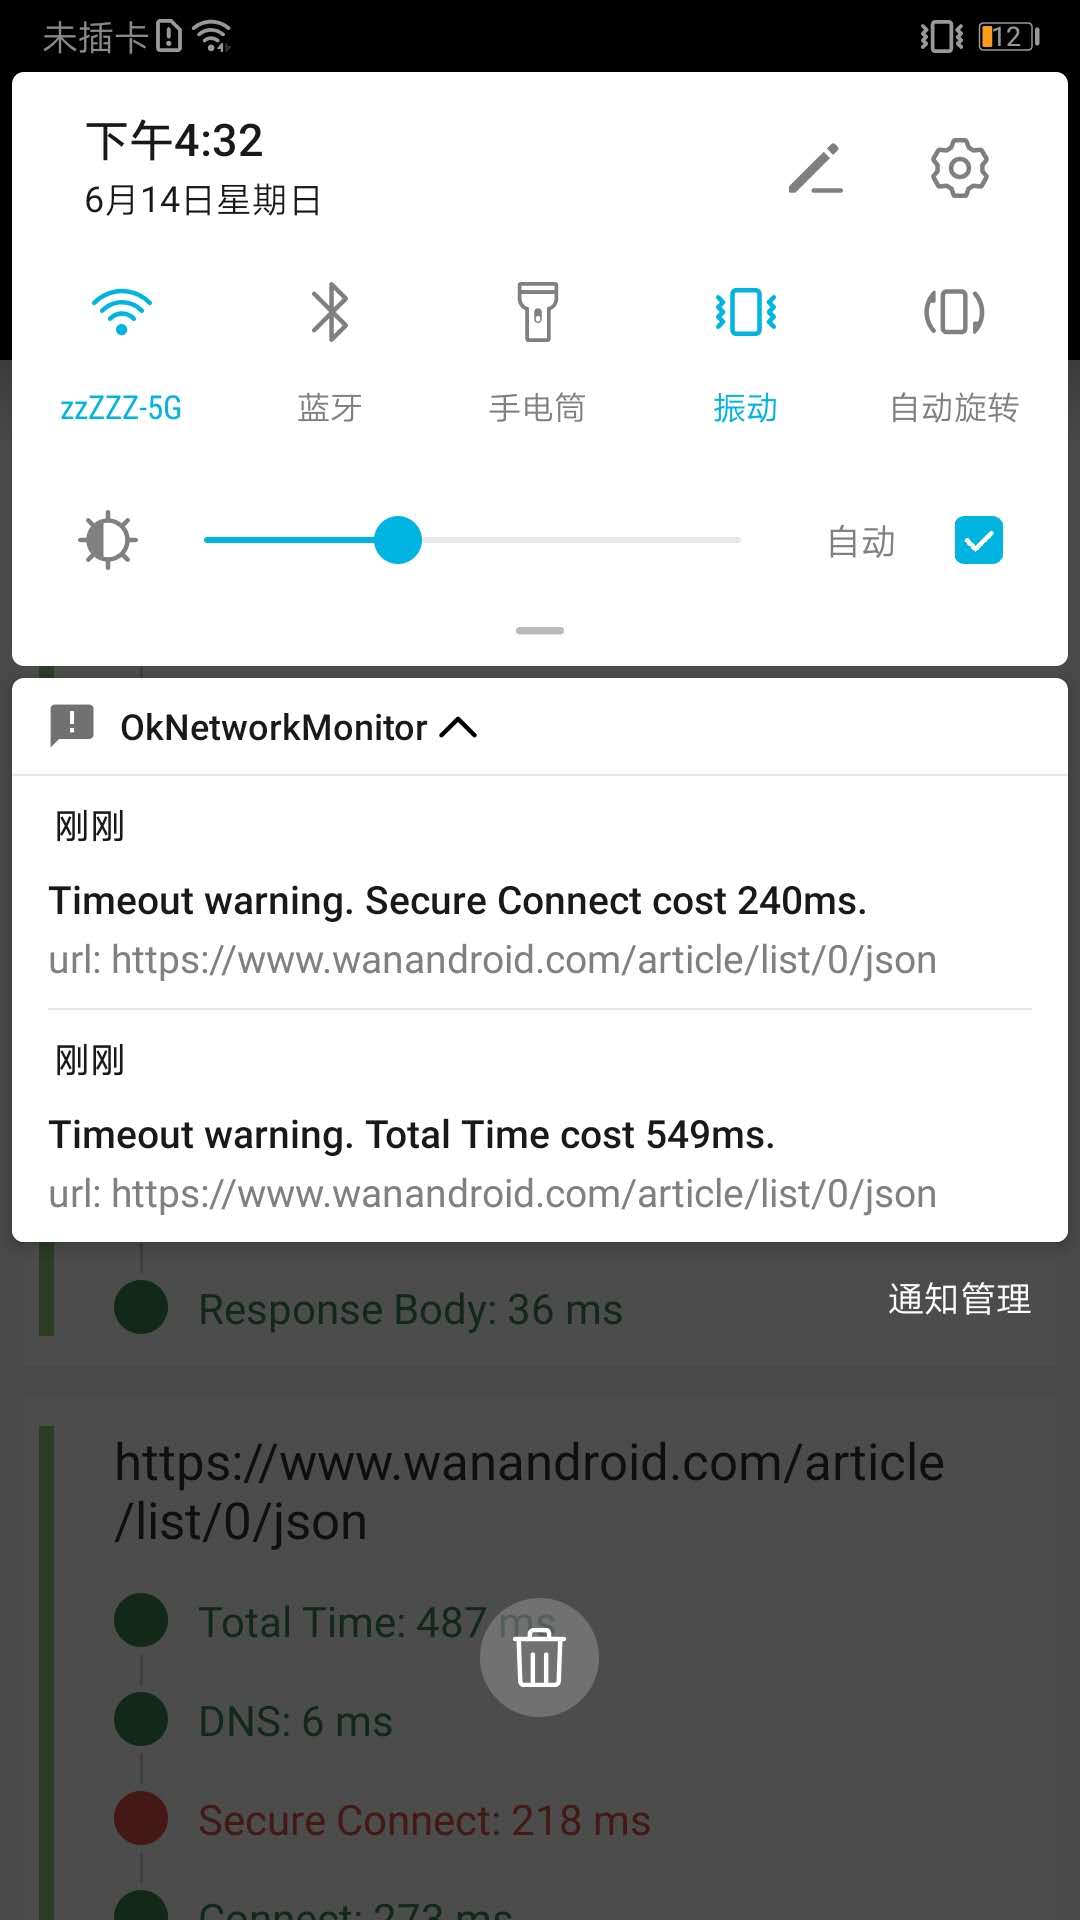 未插卡
12
下午4:32
6月14日星期日
zzZZZ-5G
蓝牙
手电筒
振动
自动旋转
自动
OkNetworkMonitor
刚刚
Timeout warning. Secure Connect cost 240ms.
url: https://www.wanandroid.com/article/list/0/json
刚刚
Timeout warning. Total Time cost 549ms.
url: https://www.wanandroid.com/article/list/0/json
Response Body: 36 ms
通知管理
https://www.wanandroid.com/article
/list/0/json
Total Time: 487 ms
DNS: 6 ms
Secure Connect: 218 ms
Connect: 273 ms